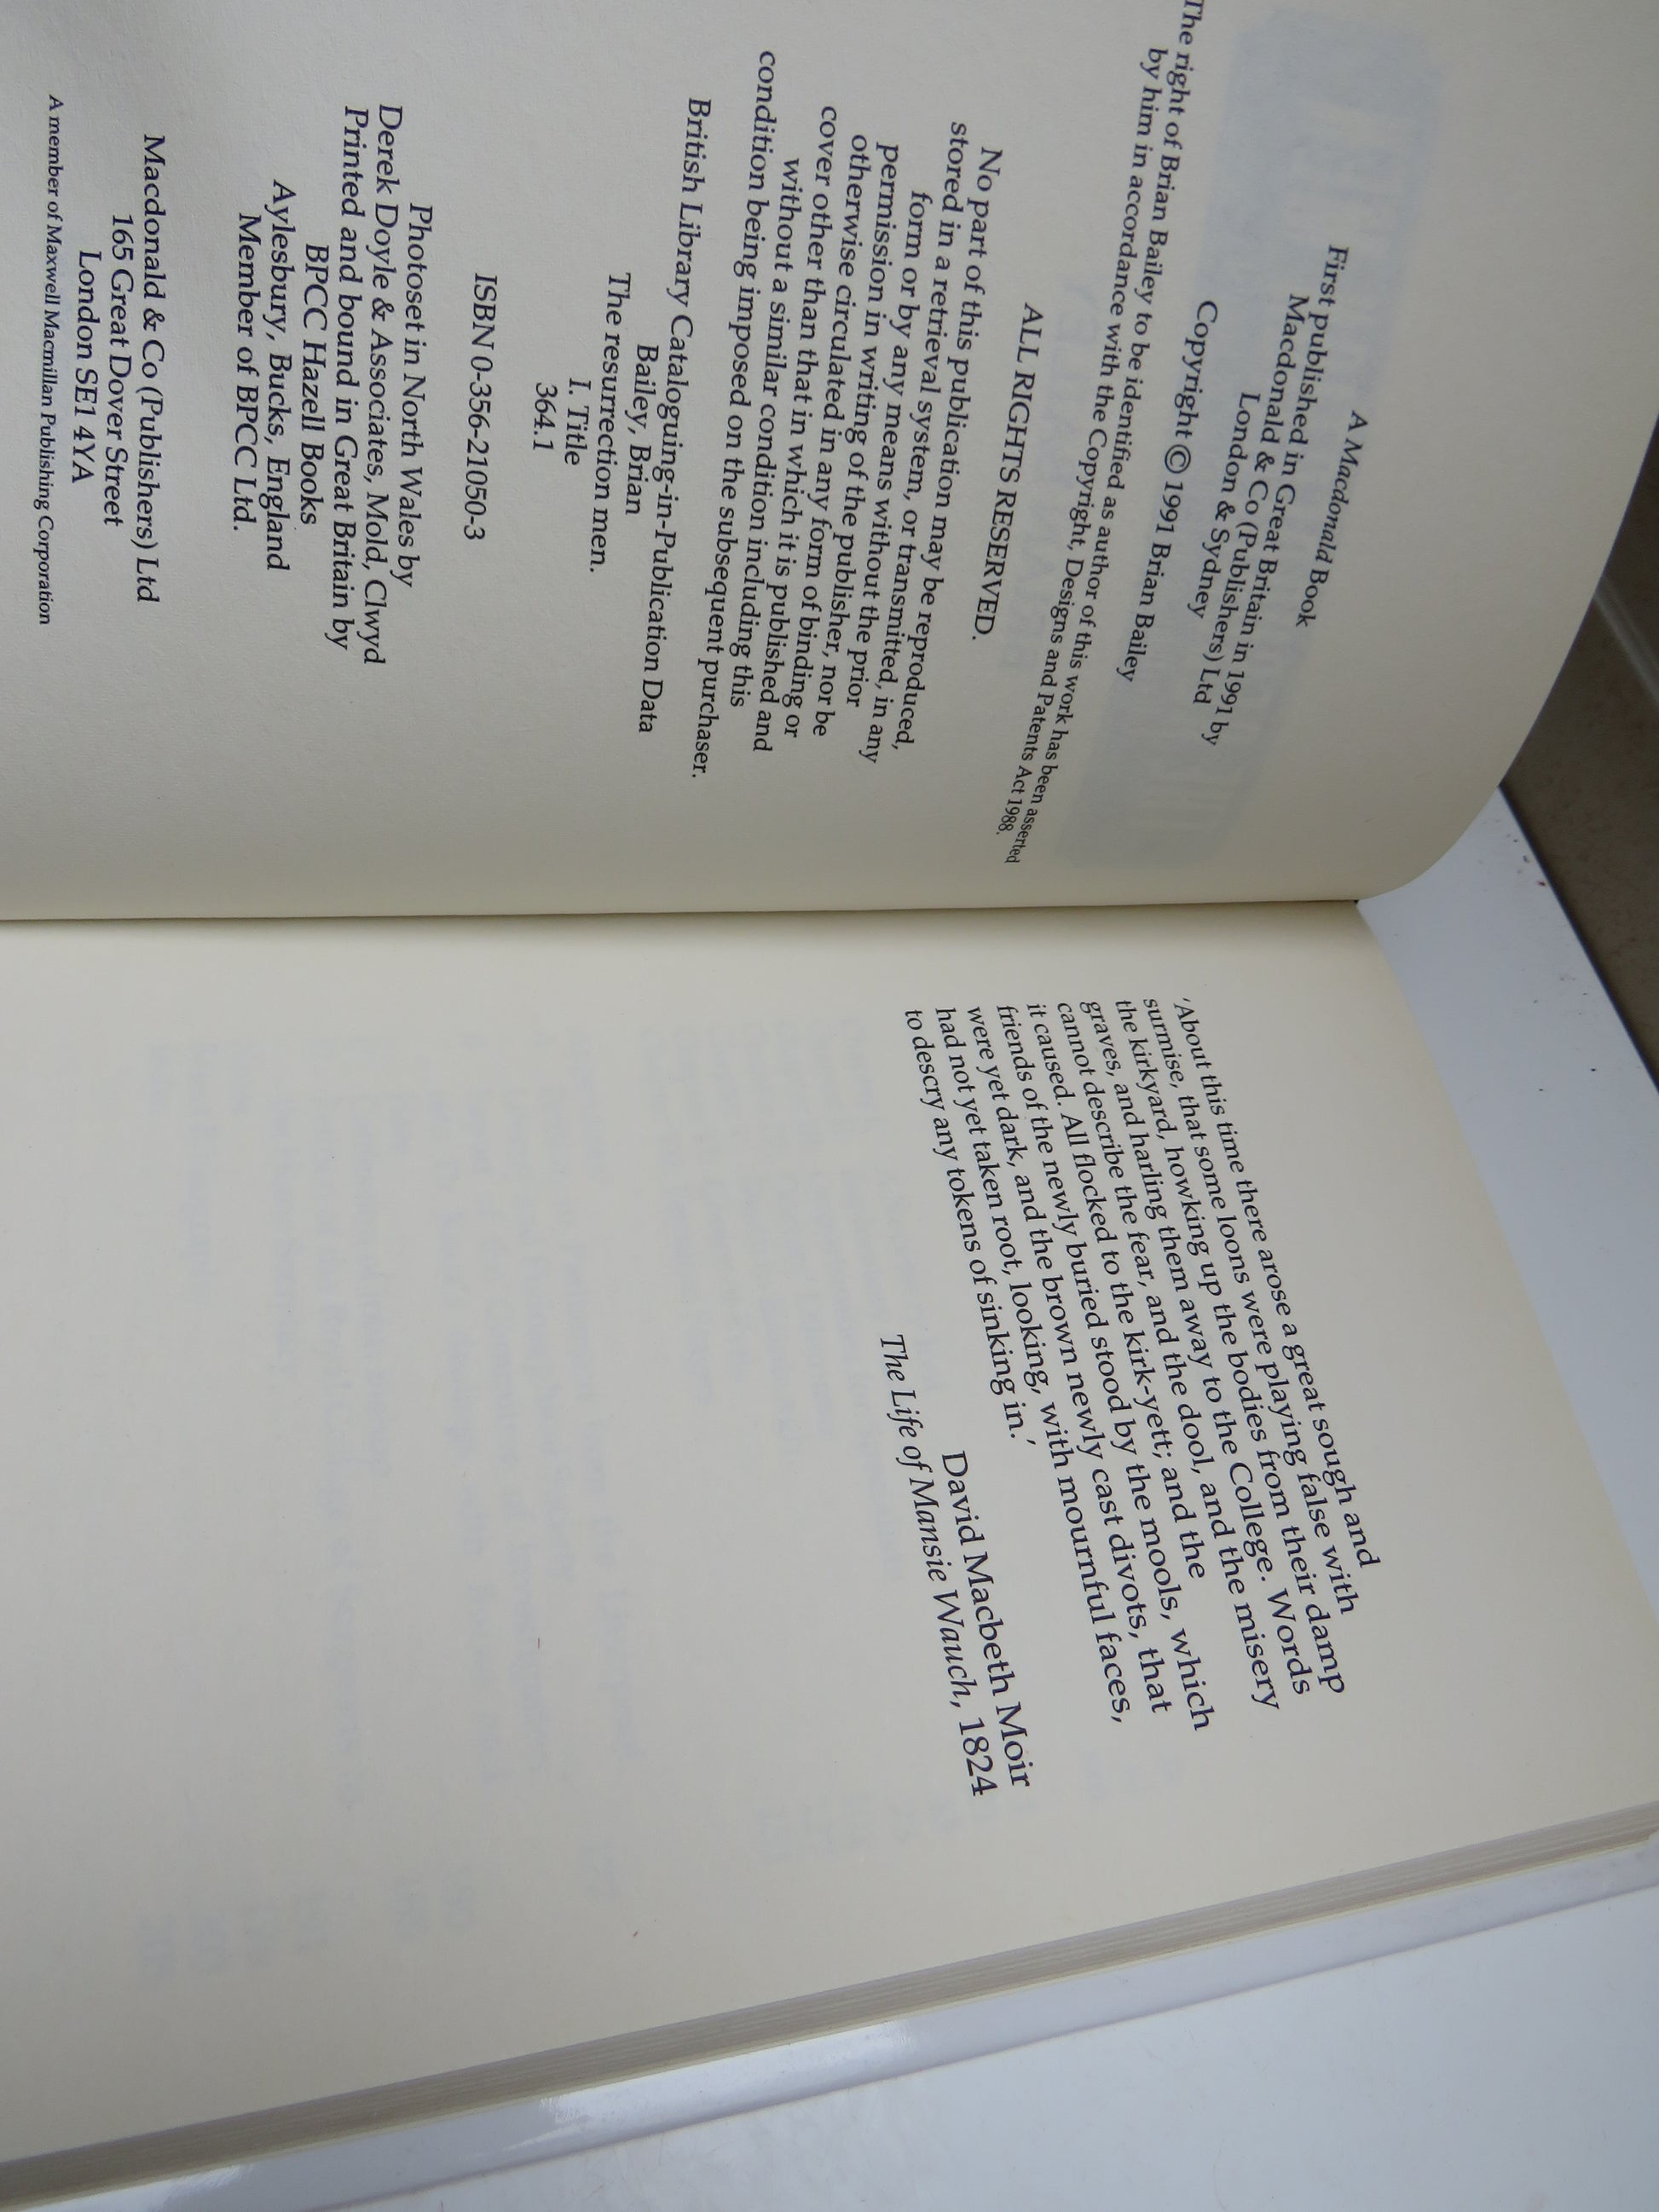 A Macdonald Book
First published in Great Britain in 1991 by
Macdonald & Co (Publishers) Ltd
London & Sydney
Copyright © 1991 Brian Bailey
The right of Brian Bailey to be identified as author of this work has been asserted
by him in accordance with the Copyright, Designs and Patents Act 1988.
ALL RIGHTS RESERVED.
No part of this publication may be reproduced,
stored in a retrieval system, or transmitted, in any
form or by any means without the prior
permission in writing of the publisher, nor be
otherwise circulated in any form of binding or
cover other than that in which it is published and
without a similar condition including this
condition being imposed on the subsequent purchaser.
British Library Cataloguing-in-Publication Data
Bailey, Brian
The resurrection men.
I. Title
364.1
ISBN 0-356-21050-3
Photoset in North Wales by
Derek Doyle & Associates, Mold, Clwyd
Printed and bound in Great Britain by
BPCC Hazell Books
Aylesbury, Bucks, England
Member of BPCC Ltd.
Macdonald & Co (Publishers) Ltd
165 Great Dover Street
London SE1 4YA
A member of Maxwell Macmillan Publishing Corporation
'About this time there arose a great sough and
surmise, that some loons were playing false with
the kirkyard, howking up the bodies from their damp
graves, and harling them away to the College. Words
cannot describe the fear, and the dool, and the misery
it caused. All flocked to the kirk-yett; and the
friends of the newly buried stood by the mools, which
were yet dark, and the brown newly cast divots, that
had not yet taken root, looking, with mournful faces,
to descry any tokens of sinking in.'
David Macbeth Moir
The Life of Mansie Wauch, 1824